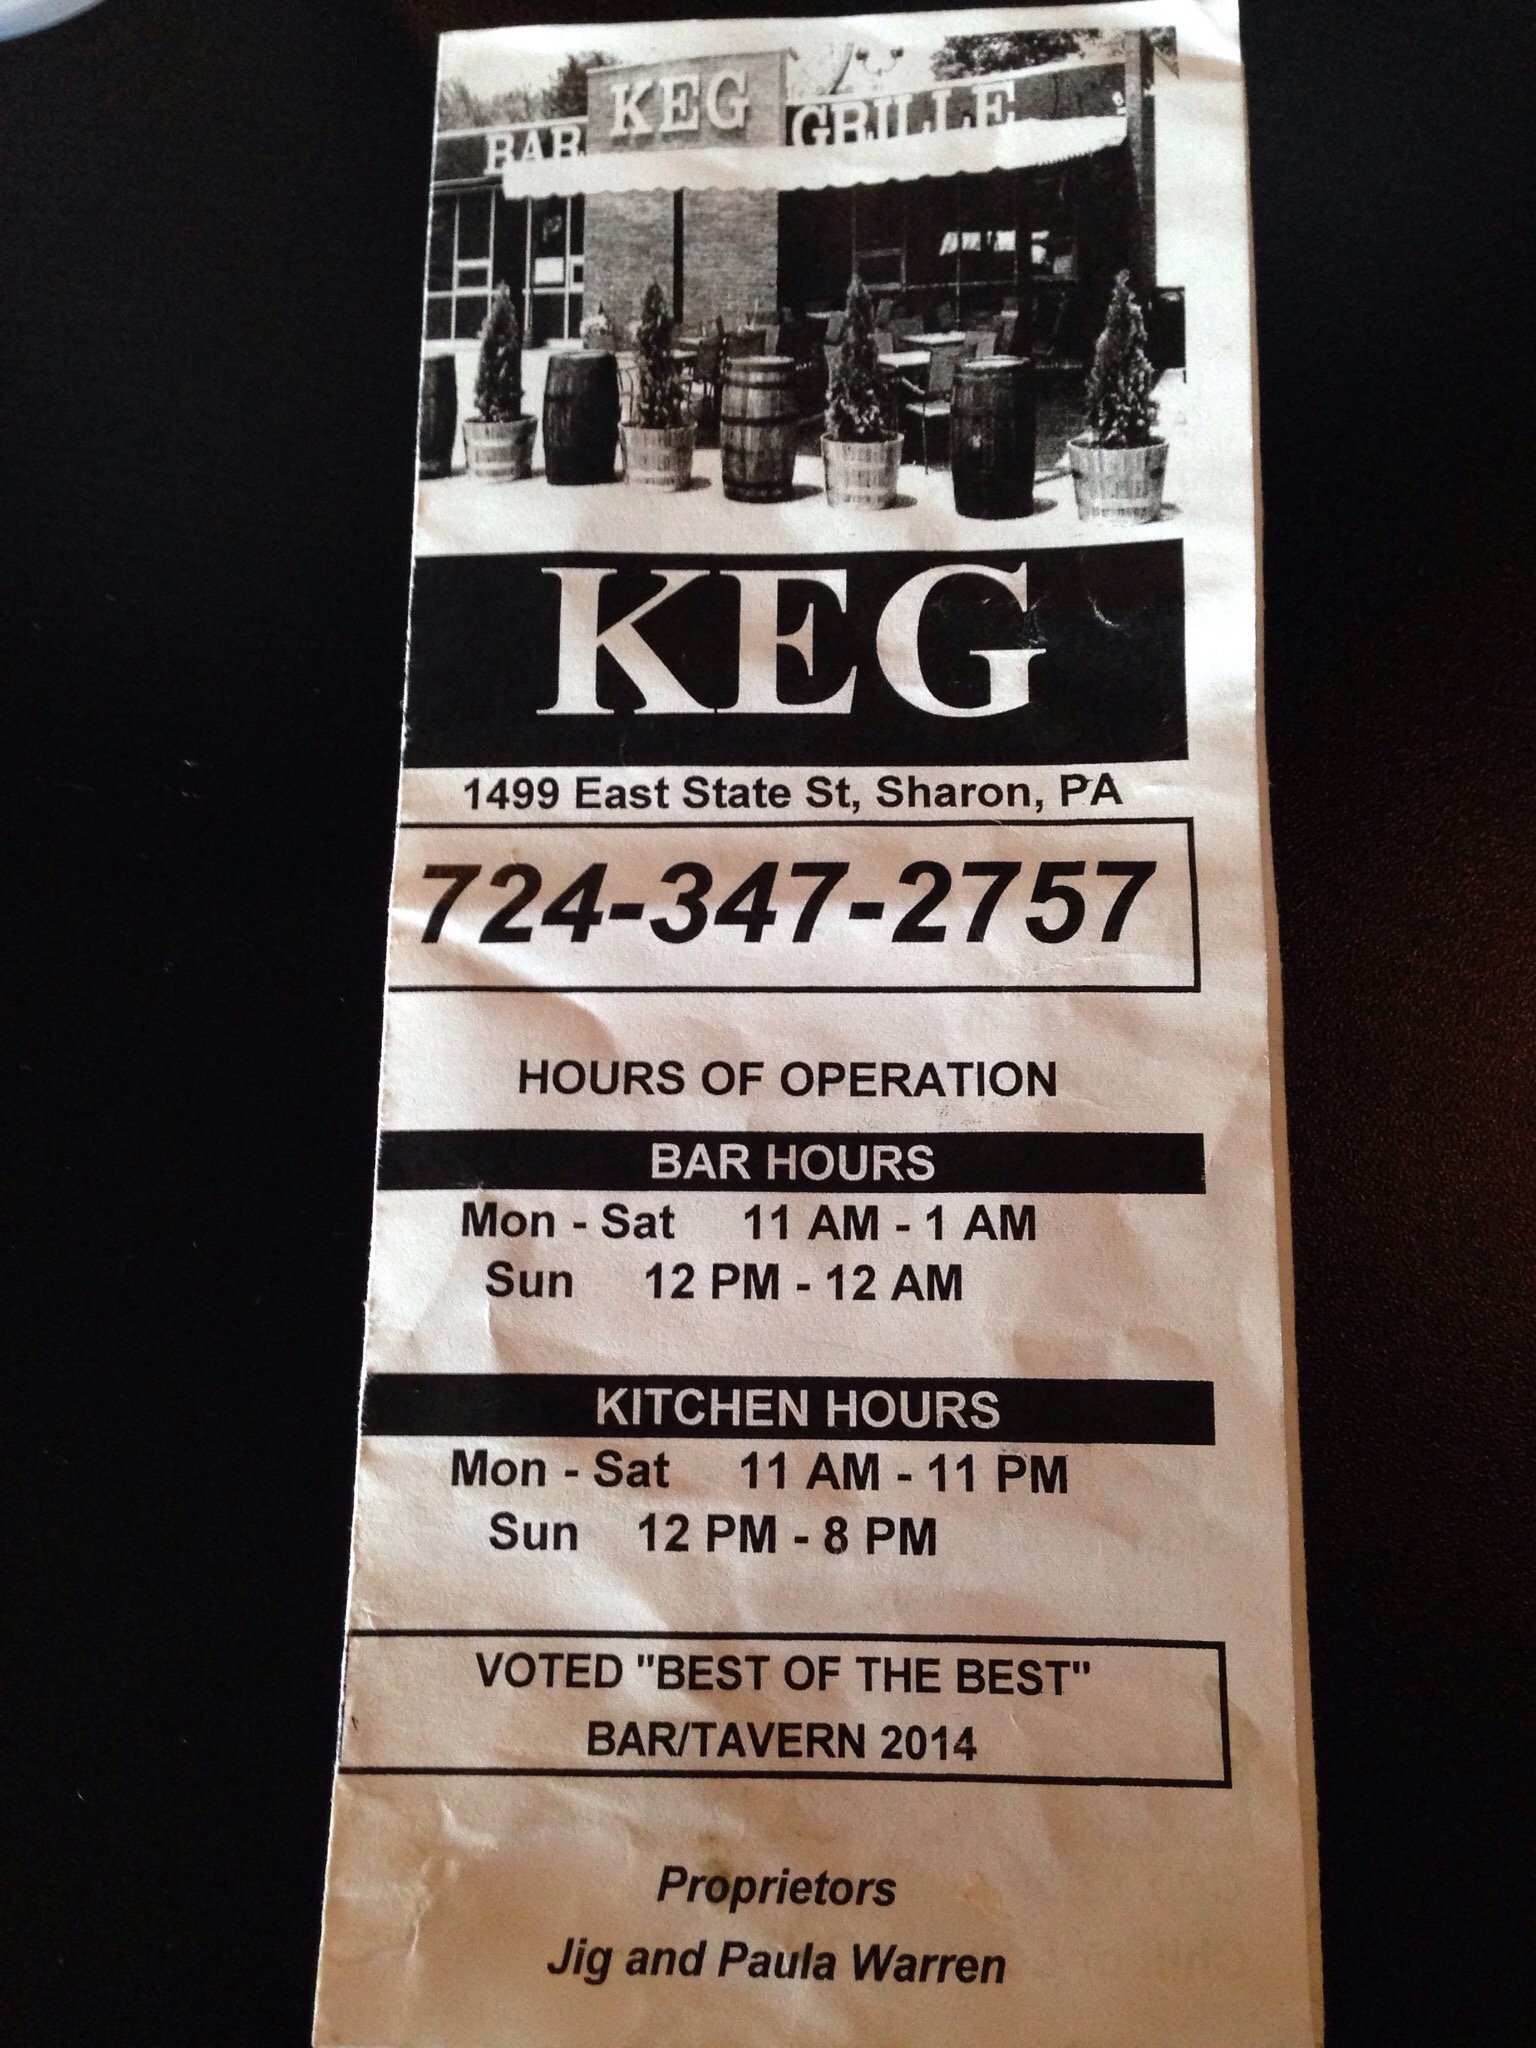 BAR KEG GRILLE
KEG
1499 East State St, Sharon, PA
724-347-2757
HOURS OF OPERATION
BAR HOURS
Mon - Sat 11 AM - 1 AM
Sun 12 PM - 12 AM
KITCHEN HOURS
Mon - Sat 11 AM - 11 PM
Sun 12 PM - 8 PM
VOTED "BEST OF THE BEST"
BAR/TAVERN 2014
Proprietors
Jig and Paula Warren